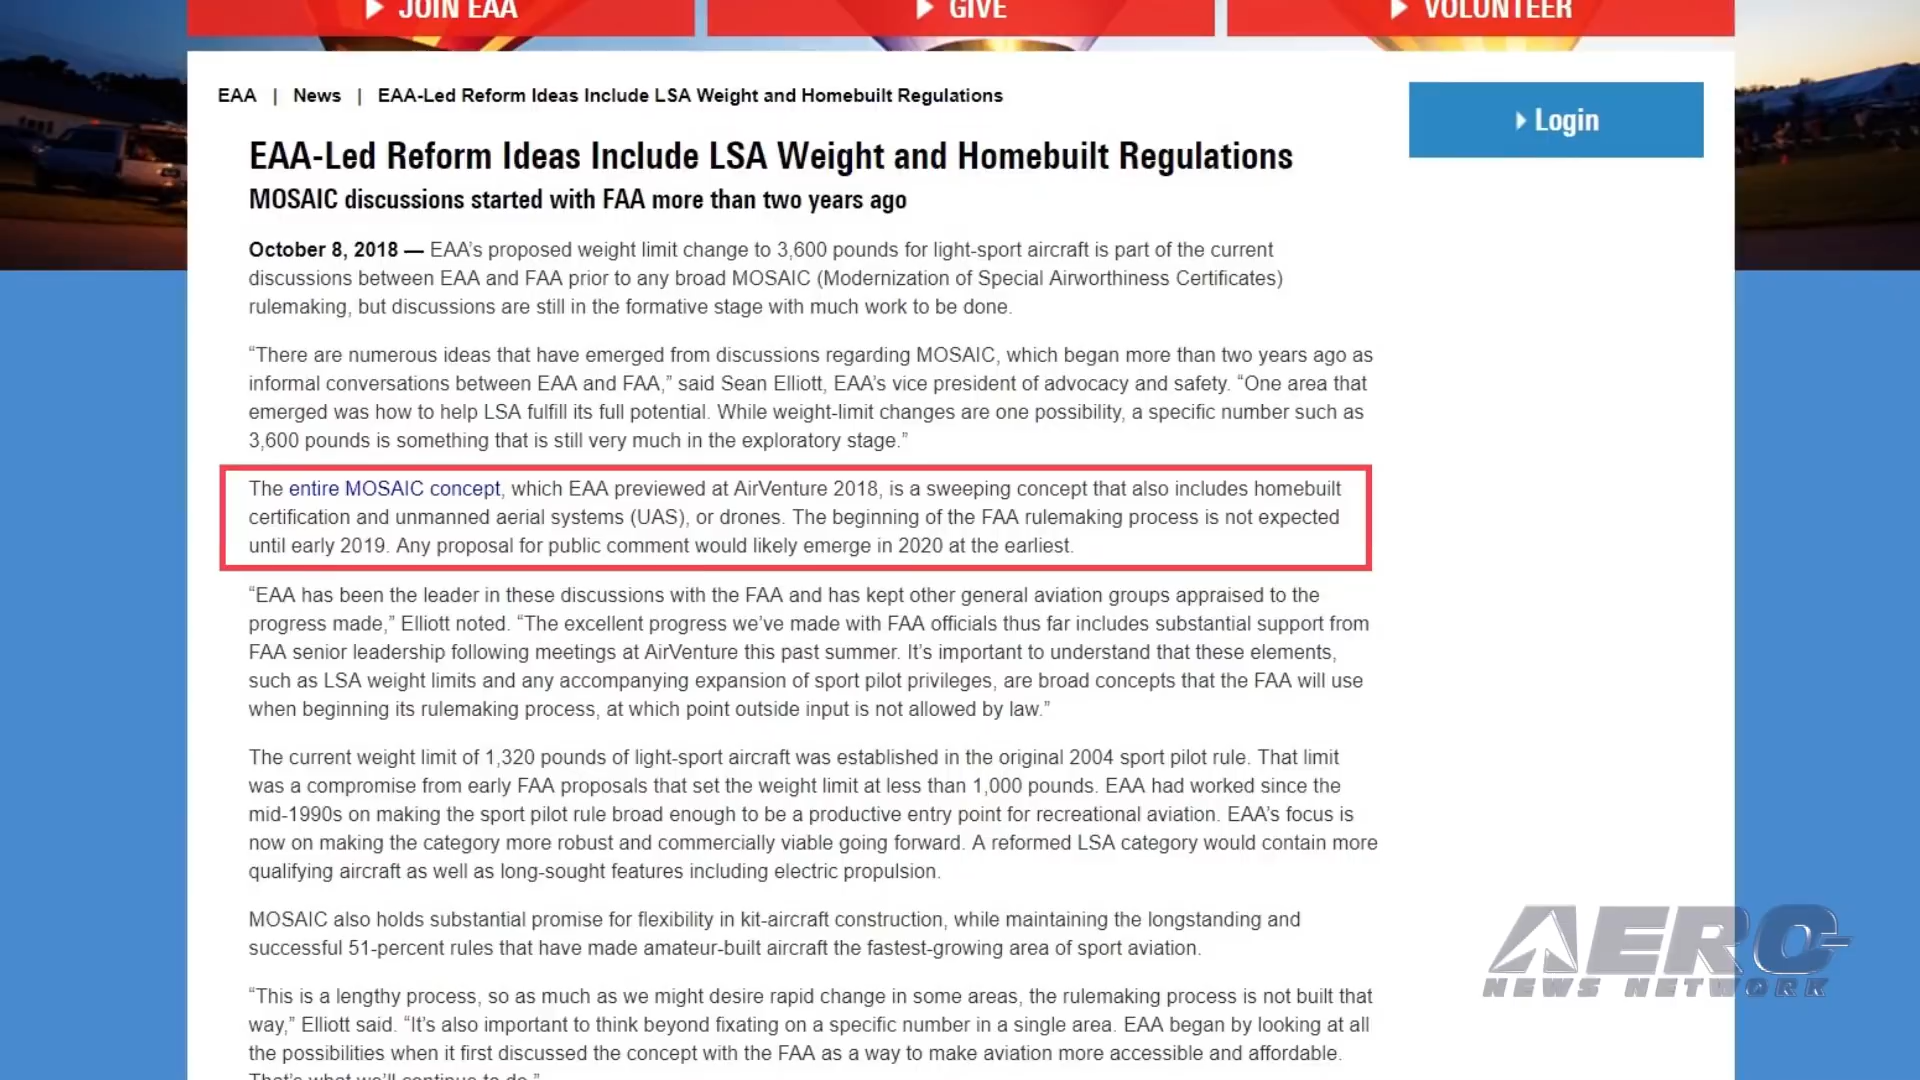 JOIN EAA
GIVE
VOLUNTEER
EAA | News | EAA-Led Reform Ideas Include LSA Weight and Homebuilt Regulations
Login
EAA-Led Reform Ideas Include LSA Weight and Homebuilt Regulations
MOSAIC discussions started with FAA more than two years ago
October 8, 2018 — EAA’s proposed weight limit change to 3,600 pounds for light-sport aircraft is part of the current
discussions between EAA and FAA prior to any broad MOSAIC (Modernization of Special Airworthiness Certificates)
rulemaking, but discussions are still in the formative stage with much work to be done.
“There are numerous ideas that have emerged from discussions regarding MOSAIC, which began more than two years ago as
informal conversations between EAA and FAA,” said Sean Elliott, EAA’s vice president of advocacy and safety. “One area that
emerged was how to help LSA fulfill its full potential. While weight-limit changes are one possibility, a specific number such as
3,600 pounds is something that is still very much in the exploratory stage.”
The entire MOSAIC concept, which EAA previewed at AirVenture 2018, is a sweeping concept that also includes homebuilt
certification and unmanned aerial systems (UAS), or drones. The beginning of the FAA rulemaking process is not expected
until early 2019. Any proposal for public comment would likely emerge in 2020 at the earliest.
“EAA has been the leader in these discussions with the FAA and has kept other general aviation groups appraised to the
progress made,” Elliott noted. “The excellent progress we’ve made with FAA officials thus far includes substantial support from
FAA senior leadership following meetings at AirVenture this past summer. It’s important to understand that these elements,
such as LSA weight limits and any accompanying expansion of sport pilot privileges, are broad concepts that the FAA will use
when beginning its rulemaking process, at which point outside input is not allowed by law.”
The current weight limit of 1,320 pounds of light-sport aircraft was established in the original 2004 sport pilot rule. That limit
was a compromise from early FAA proposals that set the weight limit at less than 1,000 pounds. EAA had worked since the
mid-1990s on making the sport pilot rule broad enough to be a productive entry point for recreational aviation. EAA’s focus is
now on making the category more robust and commercially viable going forward. A reformed LSA category would contain more
qualifying aircraft as well as long-sought features including electric propulsion.
MOSAIC also holds substantial promise for flexibility in kit-aircraft construction, while maintaining the longstanding and
successful 51-percent rules that have made amateur-built aircraft the fastest-growing area of sport aviation.
“This is a lengthy process, so as much as we might desire rapid change in some areas, the rulemaking process is not built that
way,” Elliott said. “It’s also important to think beyond fixating on a specific number in a single area. EAA began by looking at all
the possibilities when it first discussed the concept with the FAA as a way to make aviation more accessible and affordable.
That’s what we’ll continue to do.”
AERO
NEWS NETWORK